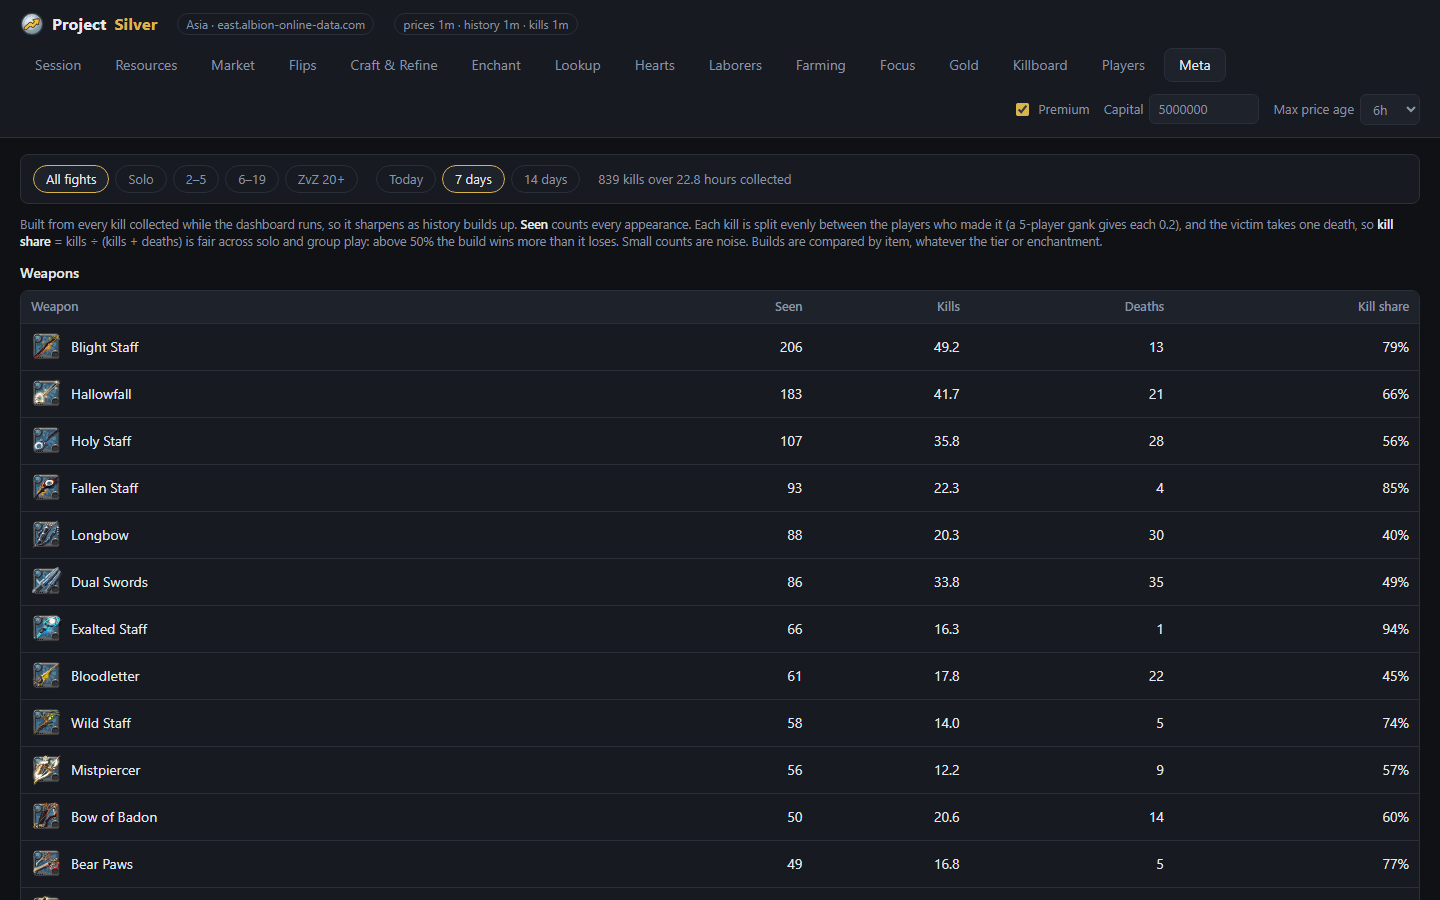 Project Silver
Asia · east.albion-online-data.com
prices 1m · history 1m · kills 1m
Session Resources Market Flips Craft & Refine Enchant Lookup Hearts Laborers Farming Focus Gold Killboard Players Meta
Premium Capital 5000000 Max price age 6h
All fights Solo 2–5 6–19 ZvZ 20+ Today 7 days 14 days 839 kills over 22.8 hours collected
Built from every kill collected while the dashboard runs, so it sharpens as history builds up. Seen counts every appearance. Each kill is split evenly between the players who made it (a 5-player gank gives each 0.2), and the victim takes one death, so kill
share = kills ÷ (kills + deaths) is fair across solo and group play: above 50% the build wins more than it loses. Small counts are noise. Builds are compared by item, whatever the tier or enchantment.
Weapons
Weapon Seen Kills Deaths Kill share
Blight Staff 206 49.2 13 79%
Hallowfall 183 41.7 21 66%
Holy Staff 107 35.8 28 56%
Fallen Staff 93 22.3 4 85%
Longbow 88 20.3 30 40%
Dual Swords 86 33.8 35 49%
Exalted Staff 66 16.3 1 94%
Bloodletter 61 17.8 22 45%
Wild Staff 58 14.0 5 74%
Mistpiercer 56 12.2 9 57%
Bow of Badon 50 20.6 14 60%
Bear Paws 49 16.8 5 77%